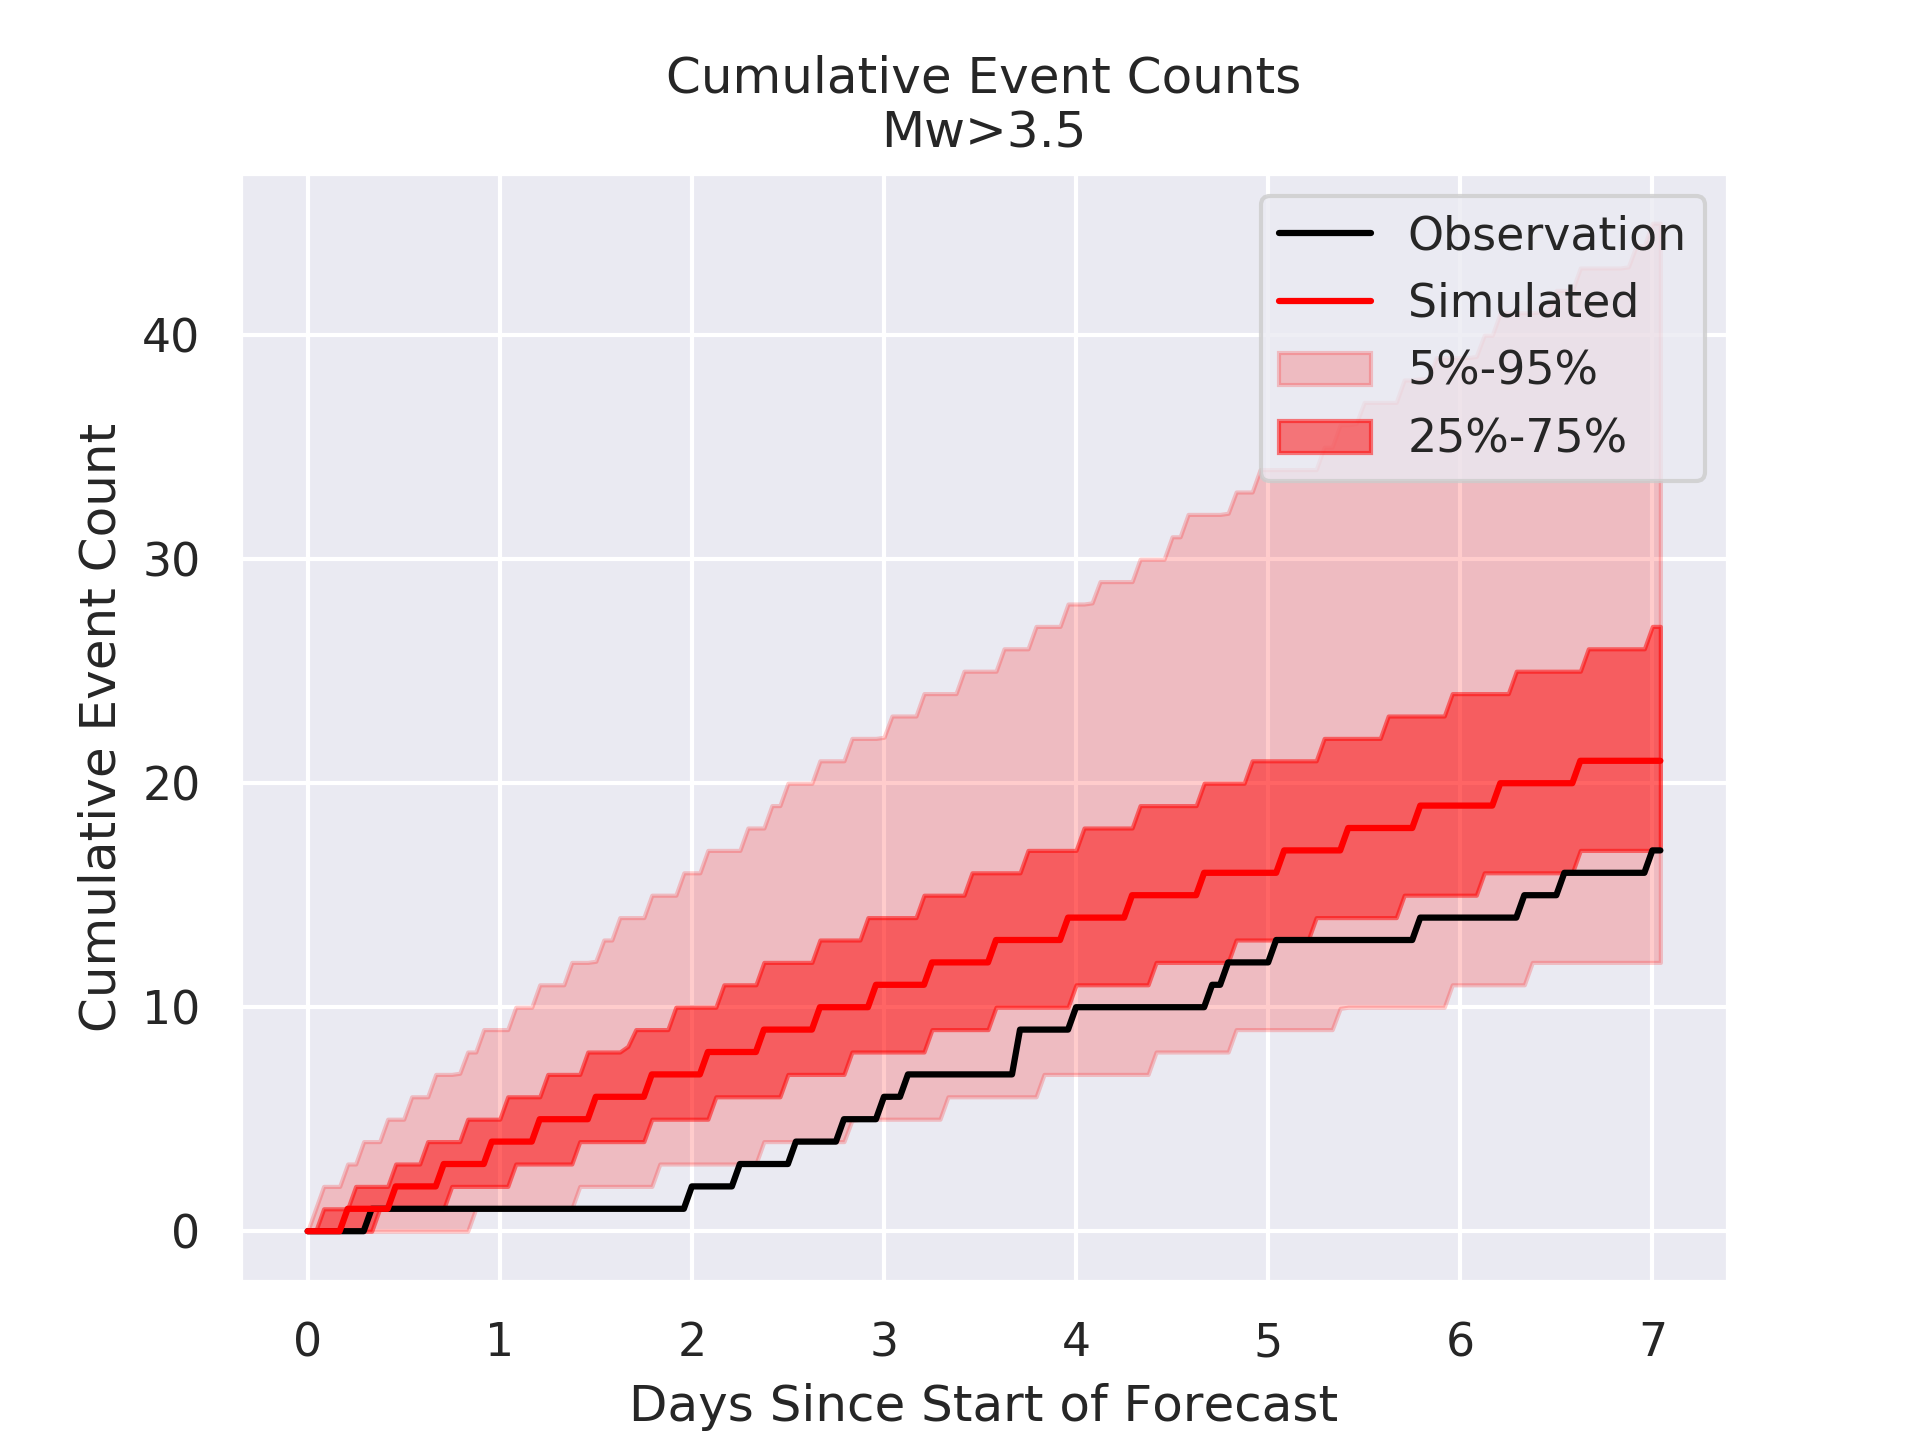 Cumulative Event Counts
Mw>3.5
Observation
Simulated
5%-95%
25%-75%
Cumulative Event Count
40
30
20
10
0
0 1 2 3 4 5 6 7
Days Since Start of Forecast